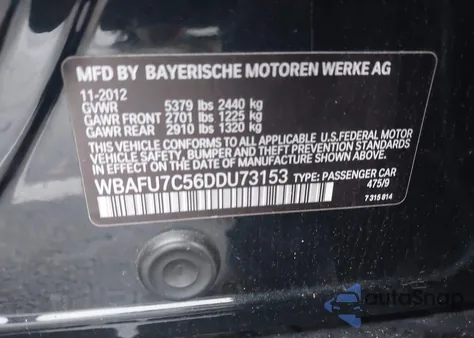 MFD BY BAYERISCHE MOTOREN WERKE AG
11-2012
GVWR 5379 lbs 2440 kg
GAWR FRONT 2701 lbs 1225 kg
GAWR REAR 2910 lbs 1320 kg
THIS VEHICLE CONFORMS TO ALL APPLICABLE U.S.FEDERAL MOTOR
VEHICLE SAFETY, BUMPER,AND THEFT PREVENTION STANDARDS
IN EFFECT ON THE DATE OF MANUFACTURE SHOWN ABOVE.
WBAFU7C56DDU73153 TYPE: PASSENGER CAR
475/9
7 315 814
autoSnap